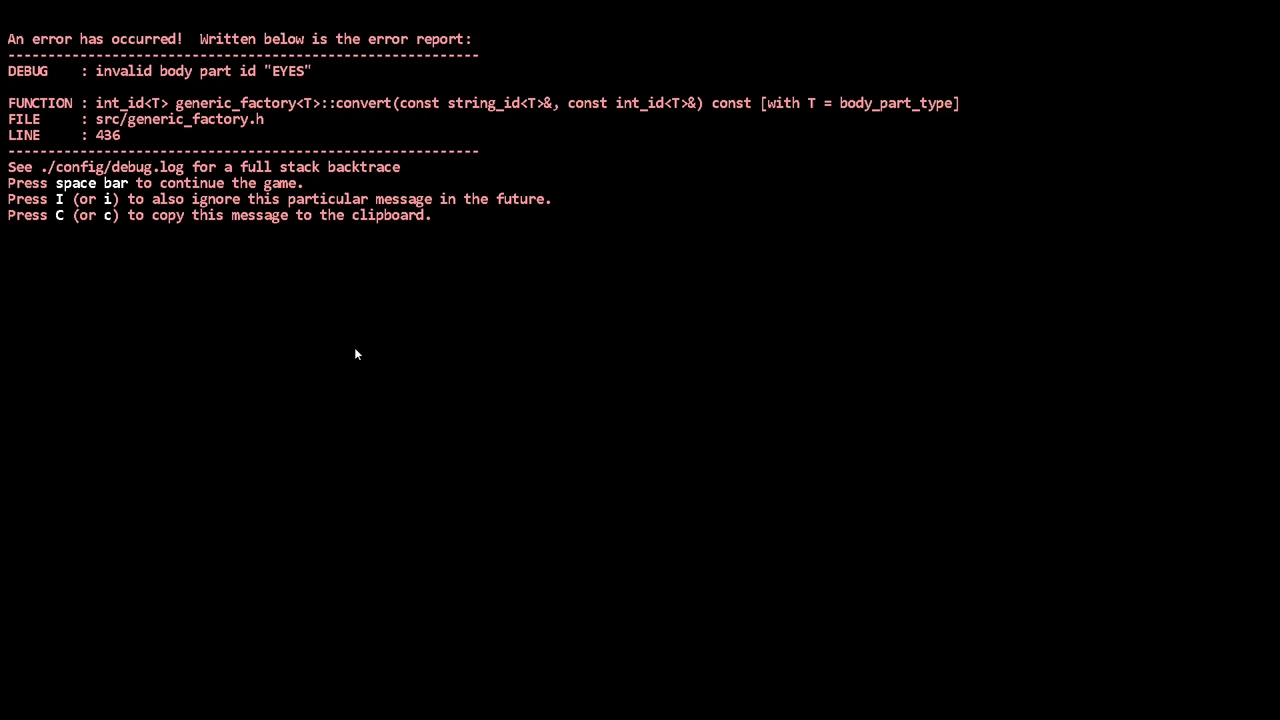 An error has occurred!  Written below is the error report:
-----------------------------------------------------------
DEBUG    : invalid body part id "EYES"
FUNCTION : int_id<T> generic_factory<T>::convert(const string_id<T>&, const int_id<T>&) const [with T = body_part_type]
FILE     : src/generic_factory.h
LINE     : 436
-----------------------------------------------------------
See ./config/debug.log for a full stack backtrace
Press space bar to continue the game.
Press I (or i) to also ignore this particular message in the future.
Press C (or c) to copy this message to the clipboard.